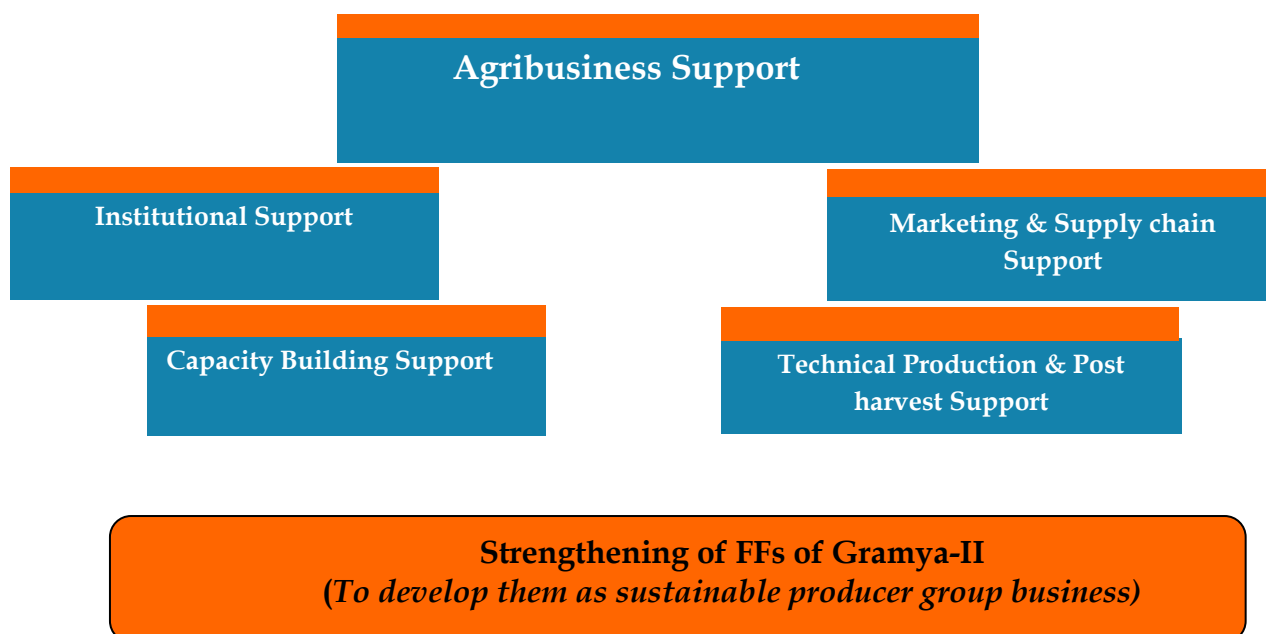 Agribusiness Support
Institutional Support
Marketing & Supply chain
Support
Capacity Building Support
Technical Production & Post
harvest Support
Strengthening of FFs of Gramya-II
(To develop them as sustainable producer group business)